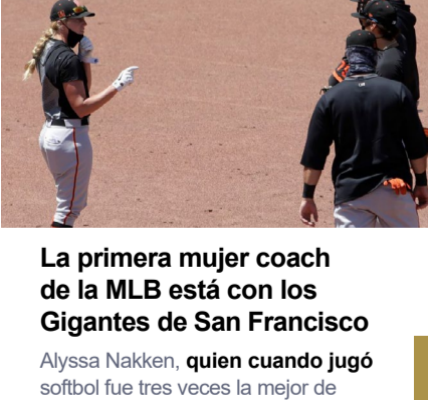 La primera mujer coach
de la MLB está con los
Gigantes de San Francisco
Alyssa Nakken, quien cuando jugó
softbol fue tres veces la mejor de